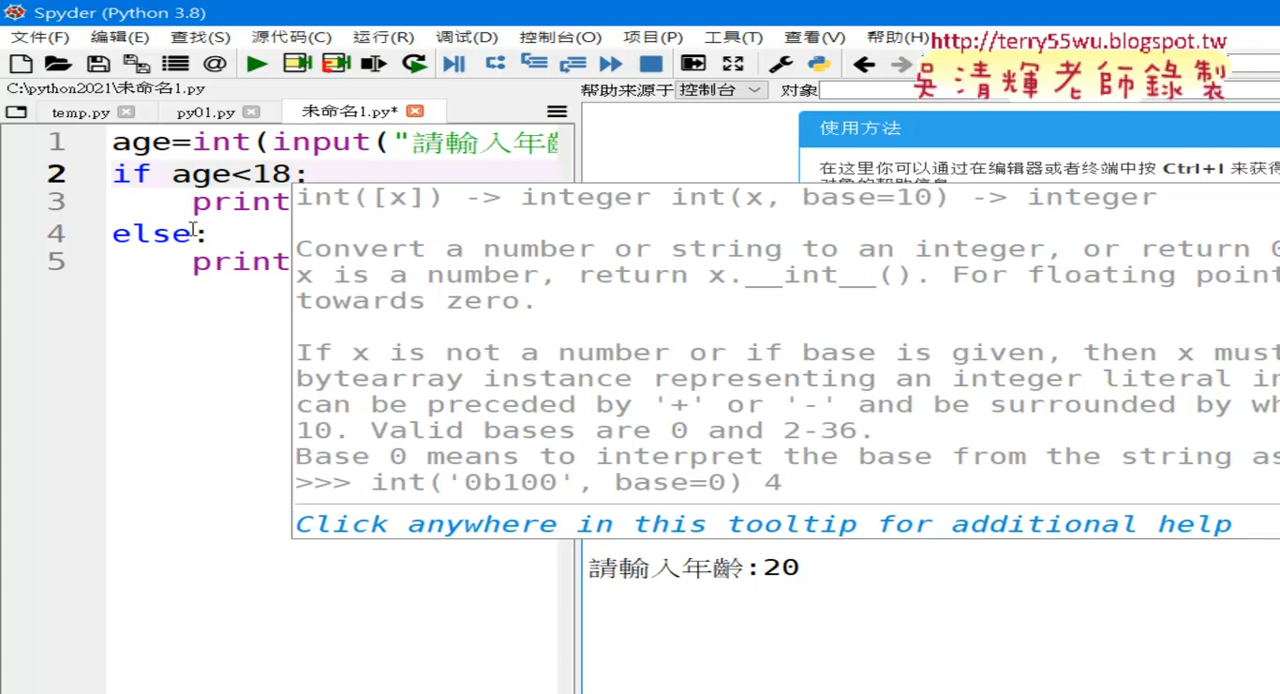 Spyder (Python 3.8)
文件(F) 编辑(E) 查找(S) 源代码(C) 运行(R) 调试(D) 控制台(O) 项目(P) 工具(T) 查看(V) 帮助(H)
http://terry55wu.blogspot.tw
吳清輝老師錄製
C:\python2021\未命名1.py
帮助来源于 控制台 对象
temp.py py01.py 未命名1.py*
使用方法
在这里你可以通过在编辑器或者终端中按 Ctrl+I 来获得
1 age=int(input("請輸入年齡
2 if age<18:
3 print
4 else:
5 print
int([x]) -> integer int(x, base=10) -> integer
Convert a number or string to an integer, or return 0
x is a number, return x.__int__(). For floating point
towards zero.
If x is not a number or if base is given, then x must
bytearray instance representing an integer literal in
can be preceded by '+' or '-' and be surrounded by wh
10. Valid bases are 0 and 2-36.
Base 0 means to interpret the base from the string as
>>> int('0b100', base=0) 4
Click anywhere in this tooltip for additional help
請輸入年齡:20